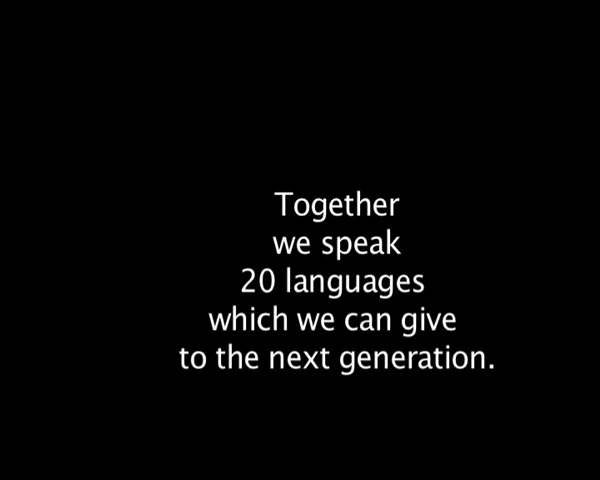 Together
we speak
20 languages
which we can give
to the next generation.